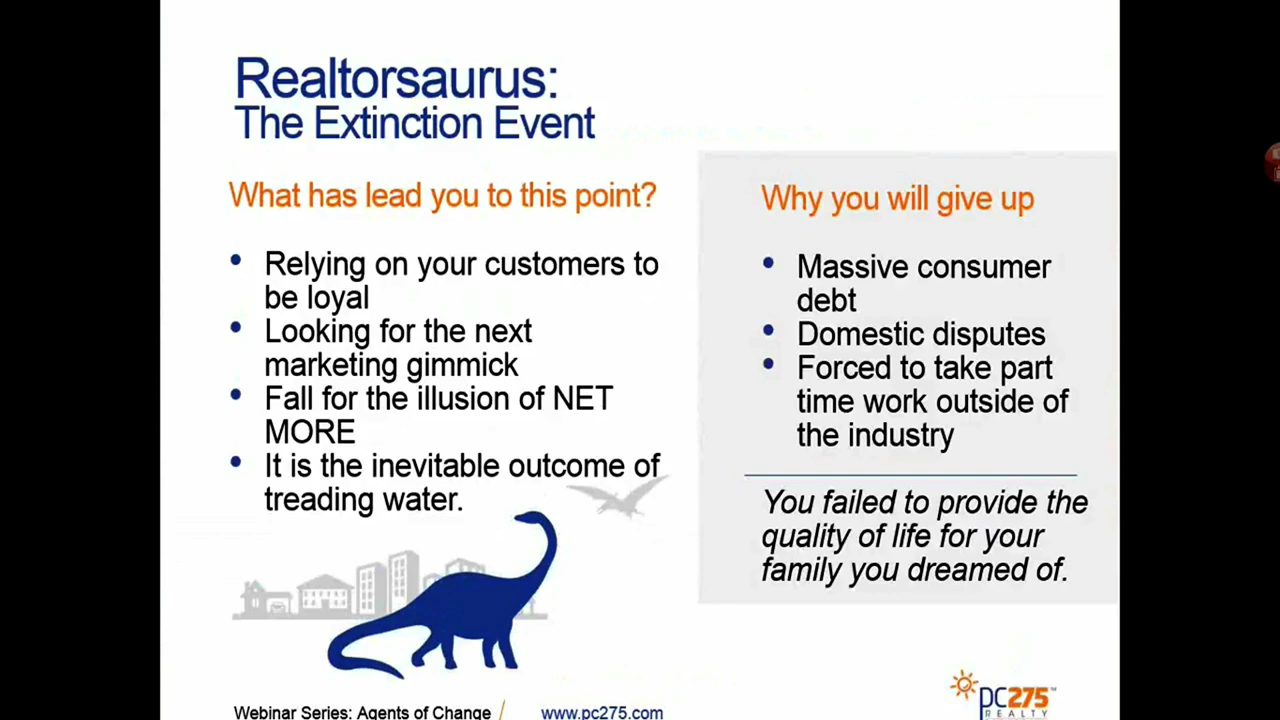 Realtorsaurus:
The Extinction Event
What has lead you to this point?
• Relying on your customers to
be loyal
• Looking for the next
marketing gimmick
• Fall for the illusion of NET
MORE
• It is the inevitable outcome of
treading water.
Why you will give up
• Massive consumer
debt
• Domestic disputes
• Forced to take part
time work outside of
the industry
You failed to provide the
quality of life for your
family you dreamed of.
Webinar Series: Agents of Change / www.pc275.com
pc275™
REALTY